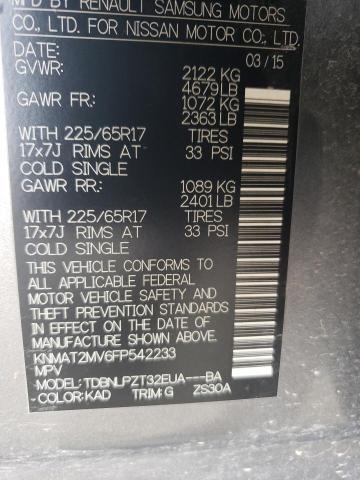 MFD BY RENAULT SAMSUNG MOTORS
CO., LTD. FOR NISSAN MOTOR CO., LTD.
DATE: 03/15
GVWR: 2122 KG
4679 LB
GAWR FR: 1072 KG
2363 LB
WITH 225/65R17 TIRES
17x7J RIMS AT 33 PSI
COLD SINGLE
GAWR RR: 1089 KG
2401 LB
WITH 225/65R17 TIRES
17x7J RIMS AT 33 PSI
COLD SINGLE
THIS VEHICLE CONFORMS TO
ALL APPLICABLE FEDERAL
MOTOR VEHICLE SAFETY AND
THEFT PREVENTION STANDARDS
IN EFFECT ON THE DATE OF
MANUFACTURE SHOWN ABOVE
KNMAT2MV6FP542233
MPV
MODEL:TDBNLPZT32EUA---BA
COLOR:KAD TRIM:G ZS30A